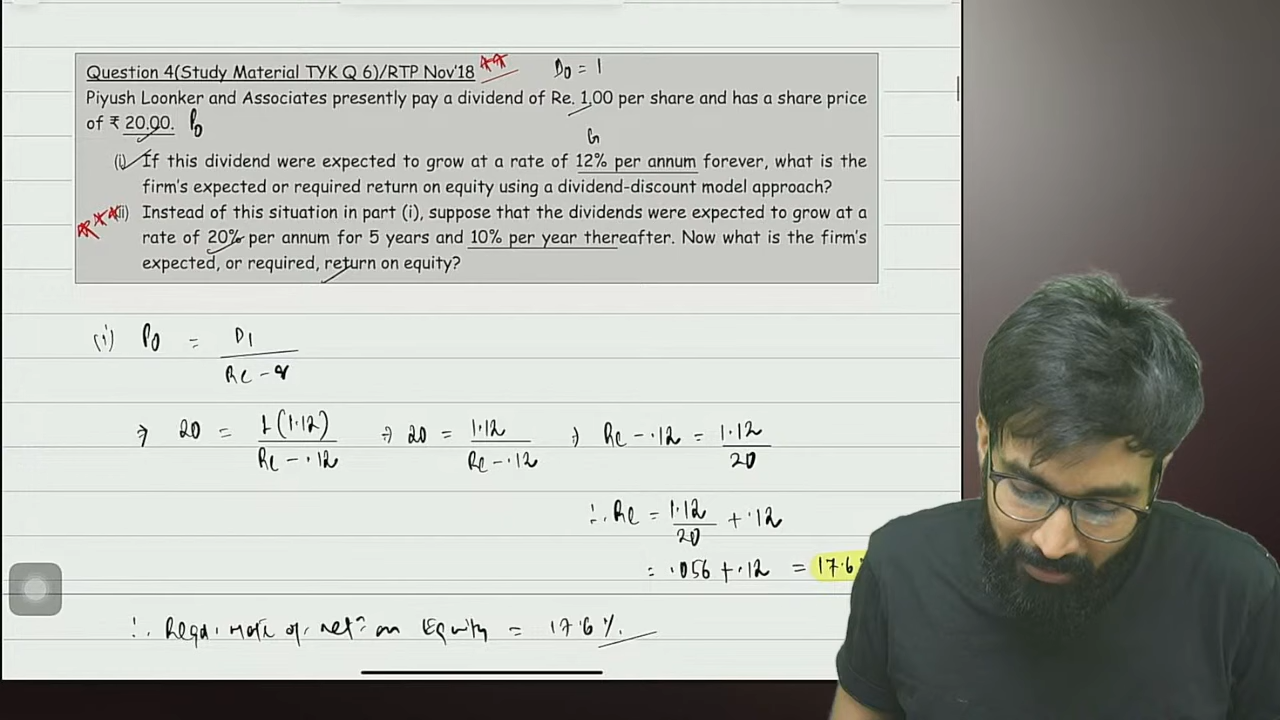 Question 4(Study Material TYK Q 6)/RTP Nov'18 **
D0 = 1
Piyush Loonker and Associates presently pay a dividend of Re. 1.00 per share and has a share price
of ₹ 20.00. P0
G
(i) If this dividend were expected to grow at a rate of 12% per annum forever, what is the
firm's expected or required return on equity using a dividend-discount model approach?
*** (ii) Instead of this situation in part (i), suppose that the dividends were expected to grow at a
rate of 20% per annum for 5 years and 10% per year thereafter. Now what is the firm's
expected, or required, return on equity?
(i) P0 = D1 / Re - g
⇒ 20 = 1(1.12) / Re - .12 ⇒ 20 = 1.12 / Re - .12 ⇒ Re - .12 = 1.12 / 20
∴ Re = 1.12 / 20 + .12
= .056 + .12 = 17.6
∴ Reqd. rate of on Equity = 17.6 %.